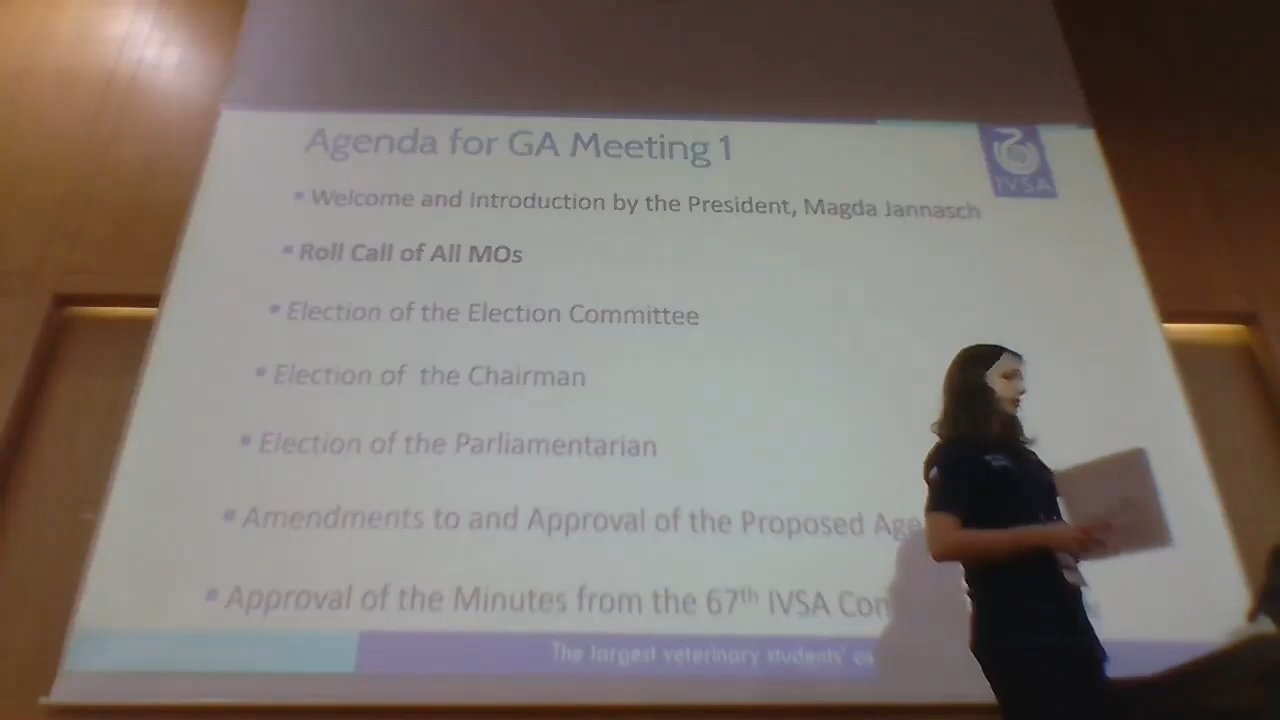 Agenda for GA Meeting 1
IVSA
▪ Welcome and Introduction by the President, Magda Jannasch
▪ Roll Call of All MOs
▪ Election of the Election Committee
▪ Election of the Chairman
▪ Election of the Parliamentarian
▪ Amendments to and Approval of the Proposed Age
▪ Approval of the Minutes from the 67th IVSA Con
The largest veterinary students'